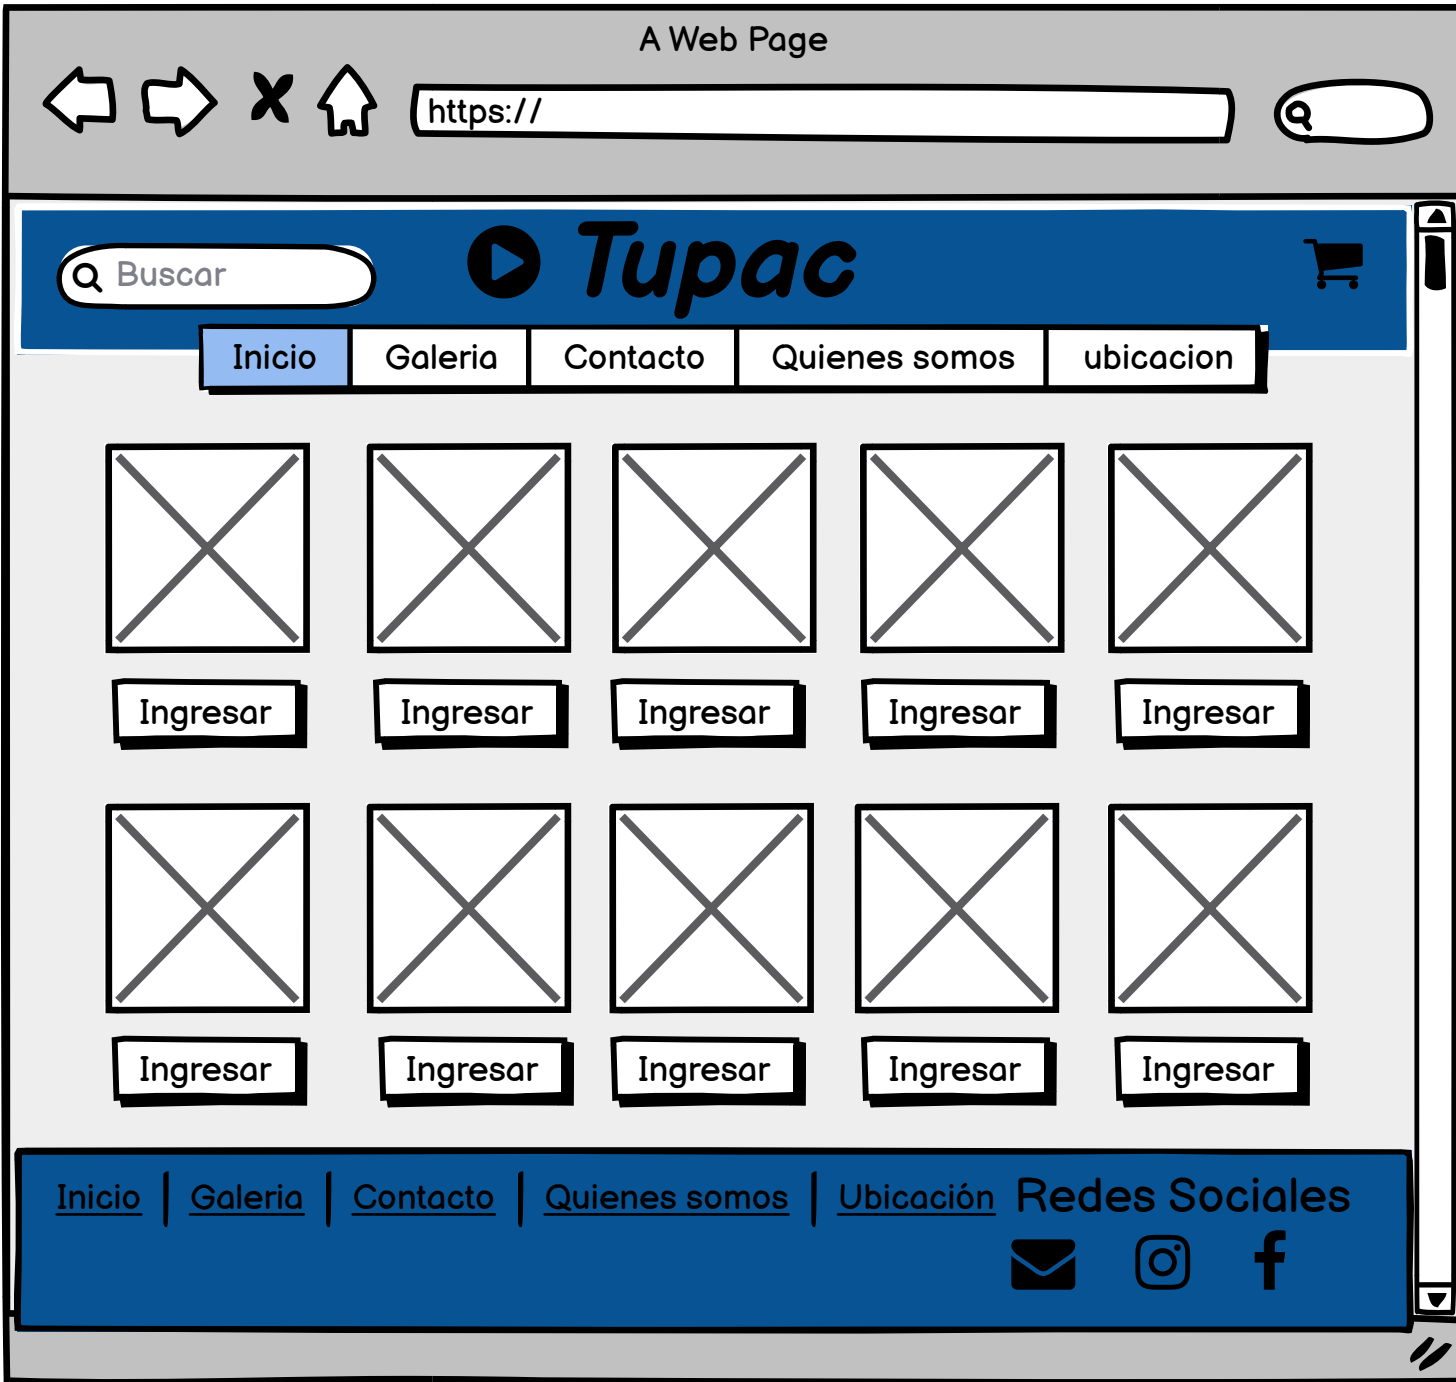 A Web Page
https://
Buscar
Tupac
Inicio Galeria Contacto Quienes somos ubicacion
Ingresar Ingresar Ingresar Ingresar Ingresar
Ingresar Ingresar Ingresar Ingresar Ingresar
Inicio Galeria Contacto Quienes somos Ubicación Redes Sociales